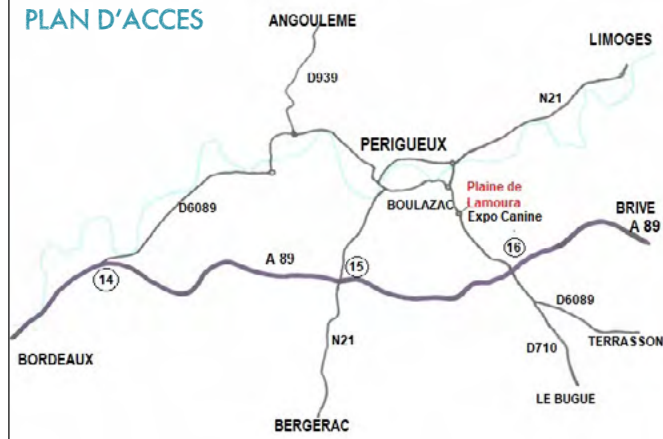 PLAN D'ACCES
ANGOULEME
LIMOGES
D939
N21
PERIGUEUX
Plaine de
Lamoura
BOULAZAC
Expo Canine
D6089
BRIVE
A 89
16
A 89
15
14
D6089
N21
TERRASSON
D710
BORDEAUX
LE BUGUE
BERGERAC